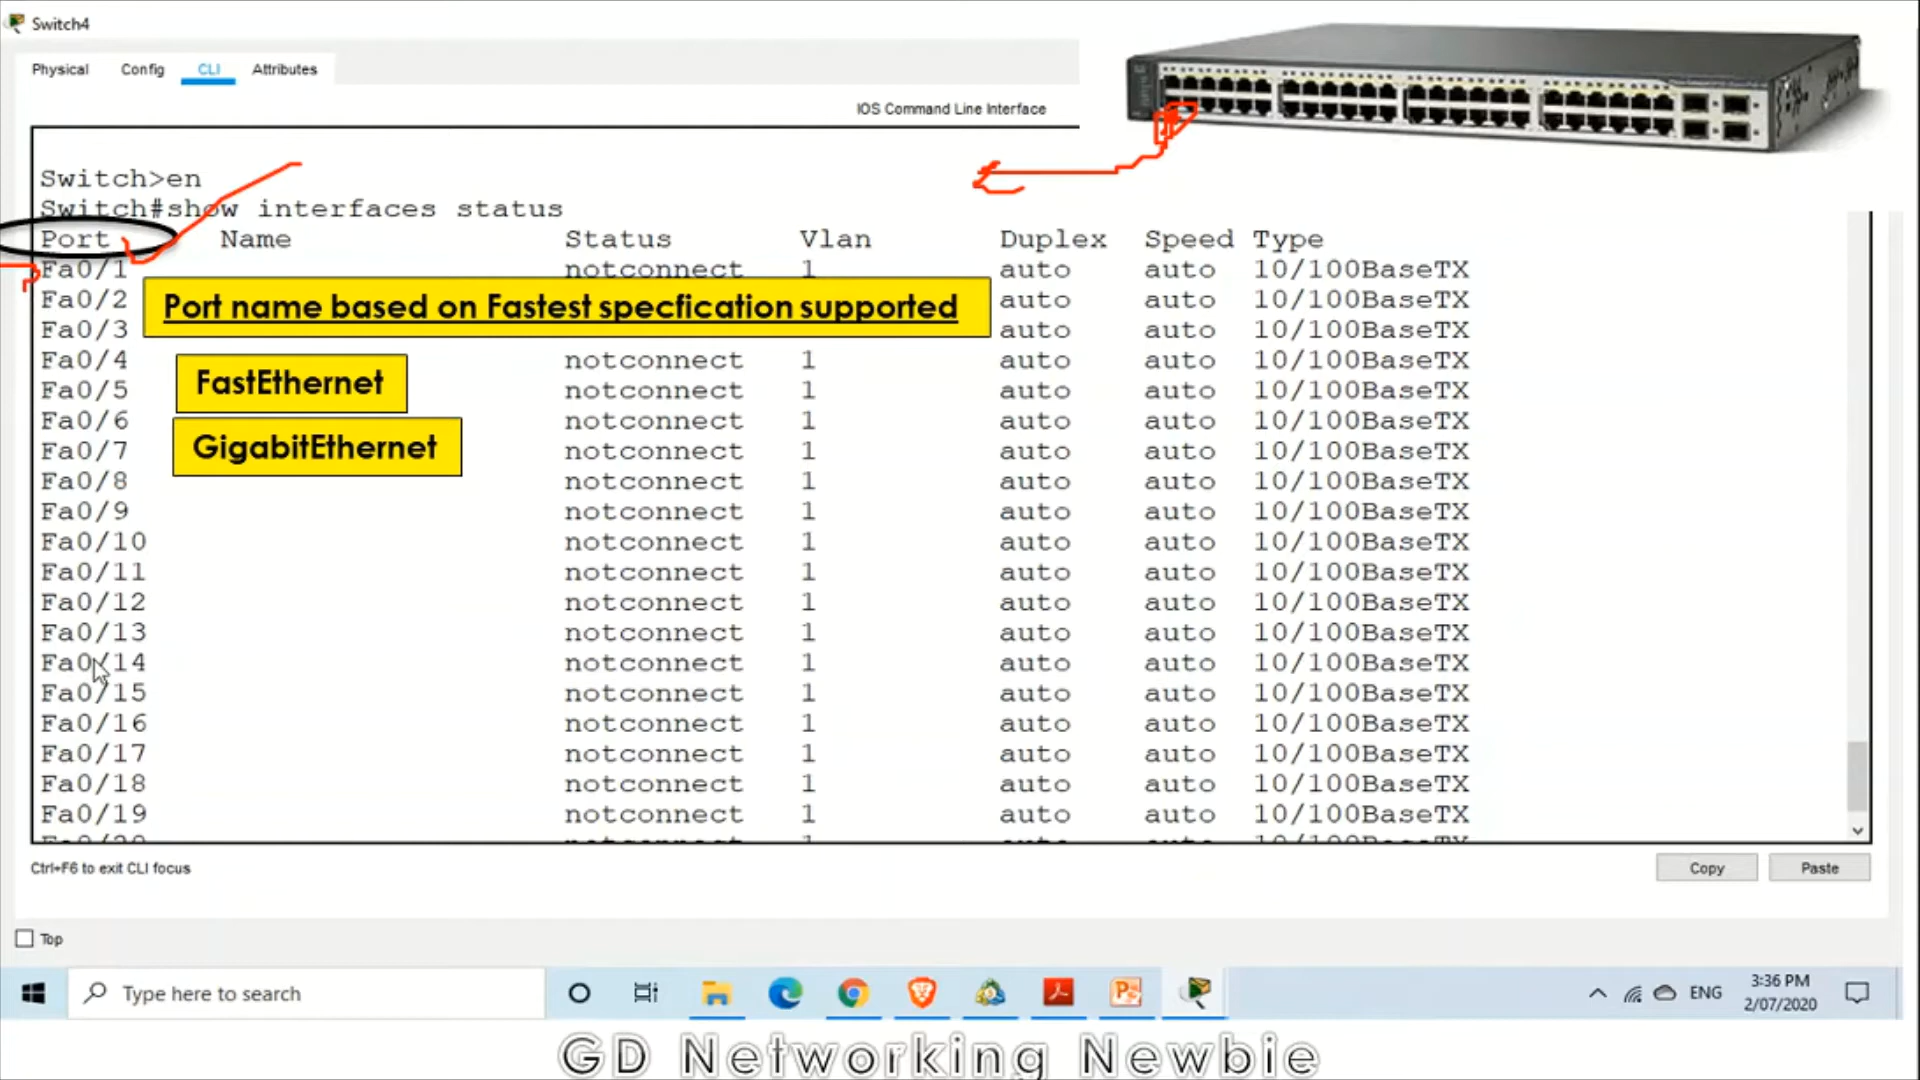 Switch4
Physical Config CLI Attributes
IOS Command Line Interface
Switch>en
Switch#show interfaces status
Port Name Status Vlan Duplex Speed Type
Fa0/1 notconnect 1 auto auto 10/100BaseTX
Fa0/2 auto auto 10/100BaseTX
Port name based on Fastest specfication supported
Fa0/3 auto auto 10/100BaseTX
Fa0/4 notconnect 1 auto auto 10/100BaseTX
FastEthernet
Fa0/5 notconnect 1 auto auto 10/100BaseTX
Fa0/6 notconnect 1 auto auto 10/100BaseTX
GigabitEthernet
Fa0/7 notconnect 1 auto auto 10/100BaseTX
Fa0/8 notconnect 1 auto auto 10/100BaseTX
Fa0/9 notconnect 1 auto auto 10/100BaseTX
Fa0/10 notconnect 1 auto auto 10/100BaseTX
Fa0/11 notconnect 1 auto auto 10/100BaseTX
Fa0/12 notconnect 1 auto auto 10/100BaseTX
Fa0/13 notconnect 1 auto auto 10/100BaseTX
Fa0/14 notconnect 1 auto auto 10/100BaseTX
Fa0/15 notconnect 1 auto auto 10/100BaseTX
Fa0/16 notconnect 1 auto auto 10/100BaseTX
Fa0/17 notconnect 1 auto auto 10/100BaseTX
Fa0/18 notconnect 1 auto auto 10/100BaseTX
Fa0/19 notconnect 1 auto auto 10/100BaseTX
Ctrl+F6 to exit CLI focus
Copy Paste
Top
Type here to search
ENG
3:36 PM
2/07/2020
GD Networking Newbie